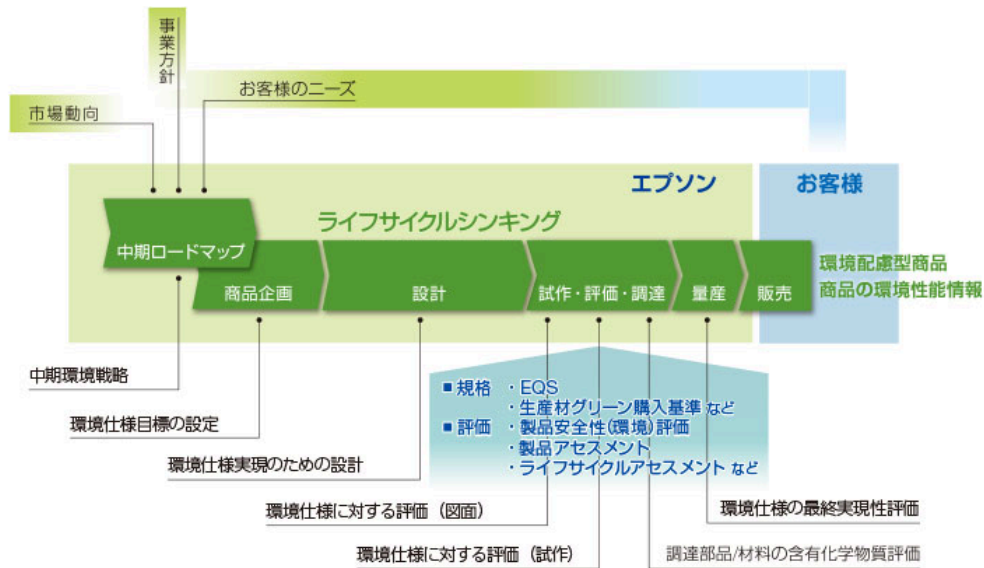 事業方針
お客様のニーズ
市場動向
エプソン
お客様
ライフサイクルシンキング
中期ロードマップ
商品企画
設計
試作・評価・調達
量産
販売
環境配慮型商品
商品の環境性能情報
中期環境戦略
環境仕様目標の設定
環境仕様実現のための設計
環境仕様に対する評価（図面）
環境仕様に対する評価（試作）
■ 規格 ・EQS
・生産材グリーン購入基準 など
■ 評価 ・製品安全性(環境)評価
・製品アセスメント
・ライフサイクルアセスメント など
環境仕様の最終実現性評価
調達部品/材料の含有化学物質評価